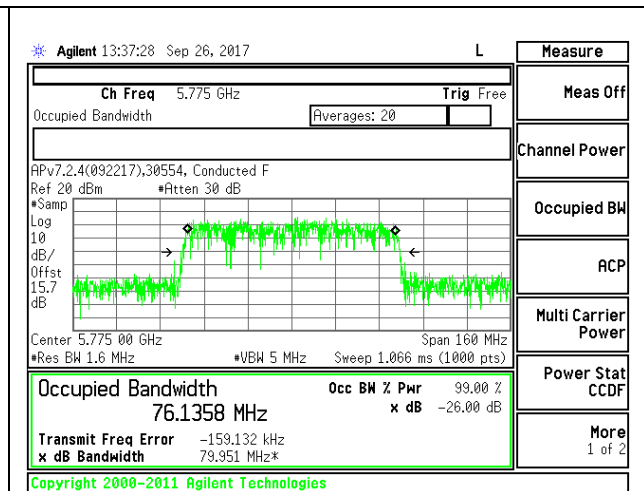 Agilent 13:37:28 Sep 26, 2017 L
Measure
Ch Freq 5.775 GHz Trig Free
Meas Off
Occupied Bandwidth Averages: 20
Channel Power
APv7.2.4(092217),30554, Conducted F
Ref 20 dBm #Atten 30 dB
#Samp
Log
10
dB/
Offst
15.7
dB
Occupied BW
ACP
Multi Carrier
Power
Center 5.775 00 GHz Span 160 MHz
#Res BW 1.6 MHz #VBW 5 MHz Sweep 1.066 ms (1000 pts)
Power Stat
CCDF
Occupied Bandwidth Occ BW % Pwr 99.00 %
76.1358 MHz x dB -26.00 dB
Transmit Freq Error -159.132 kHz
x dB Bandwidth 79.951 MHz*
More
1 of 2
Copyright 2000-2011 Agilent Technologies